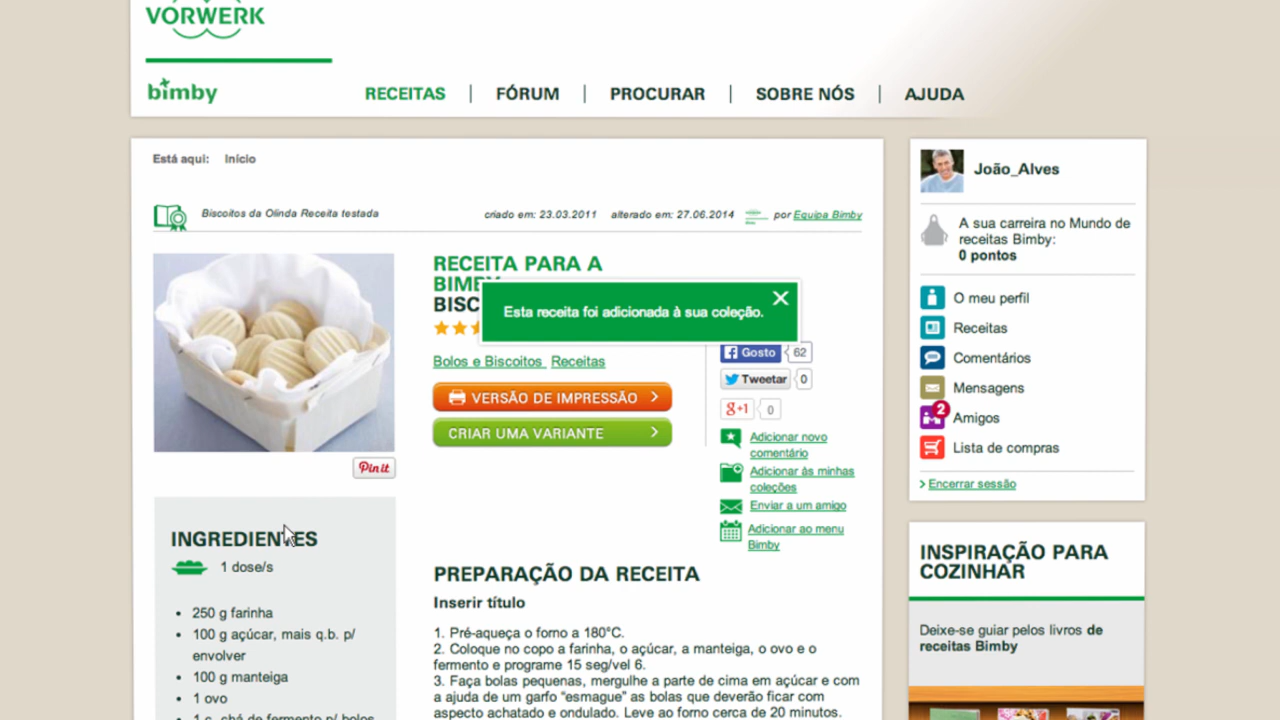 VORWERK
bimby
RECEITAS | FÓRUM | PROCURAR | SOBRE NÓS | AJUDA
Está aqui: Início
Biscoitos da Olinda Receita testada
criado em: 23.03.2011 alterado em: 27.06.2014 por Equipa Bimby
RECEITA PARA A
BIMBY
BISC
Esta receita foi adicionada à sua coleção.
Bolos e Biscoitos Receitas
VERSÃO DE IMPRESSÃO
CRIAR UMA VARIANTE
Gosto 62
Tweetar 0
g+1 0
Adicionar novo
comentário
Adicionar às minhas
coleções
Enviar a um amigo
Adicionar ao menu
Bimby
Pin it
INGREDIENTES
1 dose/s
• 250 g farinha
• 100 g açúcar, mais q.b. p/
envolver
• 100 g manteiga
• 1 ovo
• 1 c. chá de fermento p/ bolos
PREPARAÇÃO DA RECEITA
Inserir título
1. Pré-aqueça o forno a 180°C.
2. Coloque no copo a farinha, o açúcar, a manteiga, o ovo e o
fermento e programe 15 seg/vel 6.
3. Faça bolas pequenas, mergulhe a parte de cima em açúcar e com
a ajuda de um garfo “esmague” as bolas que deverão ficar com
aspecto achatado e ondulado. Leve ao forno cerca de 20 minutos.
João_Alves
A sua carreira no Mundo de
receitas Bimby:
0 pontos
O meu perfil
Receitas
Comentários
Mensagens
2
Amigos
Lista de compras
> Encerrar sessão
INSPIRAÇÃO PARA
COZINHAR
Deixe-se guiar pelos livros de
receitas Bimby